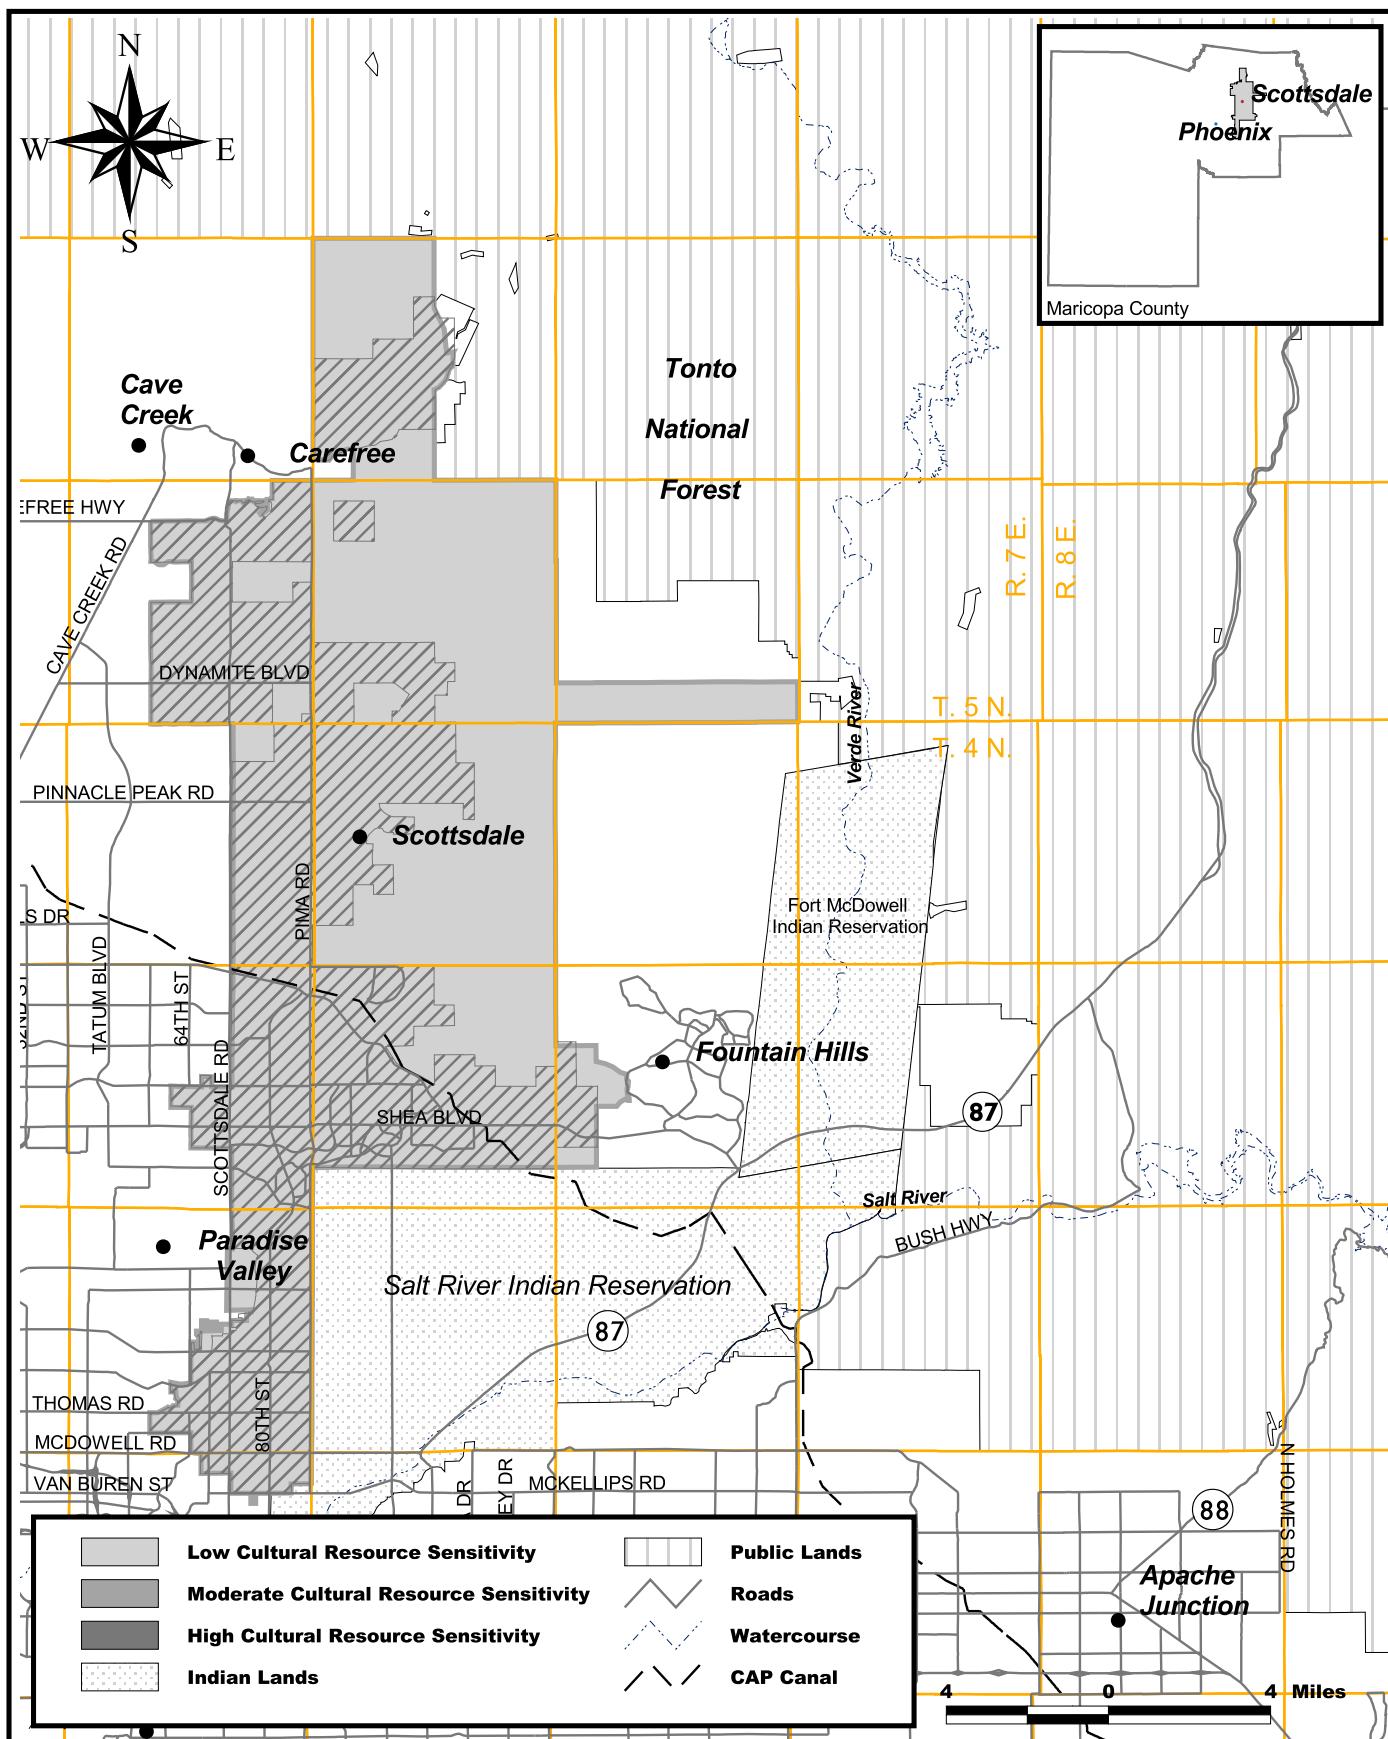 N
W
E
S
Scottsdale
Phoenix
Maricopa County
Tonto
National
Forest
Cave
Creek
Carefree
EFREE HWY
CAVE CREEK RD
R. 7 E.
R. 8 E.
DYNAMITE BLVD
Verde River
T. 5 N.
T. 4 N.
PINNACLE PEAK RD
Scottsdale
PIMA RD
Fort McDowell
Indian Reservation
S DR
TATUM BLVD
64TH ST
SCOTTSDALE RD
Fountain Hills
87
SHEA BLVD
Salt River
BUSH HWY
Paradise
Valley
Salt River Indian Reservation
87
THOMAS RD
80TH ST
MCDOWELL RD
VAN BUREN ST
DR
EY DR
MCKELLIPS RD
N HOLMES RD
88
Apache
Junction
Low Cultural Resource Sensitivity
Moderate Cultural Resource Sensitivity
High Cultural Resource Sensitivity
Indian Lands
Public Lands
Roads
Watercourse
CAP Canal
4 0 4 Miles